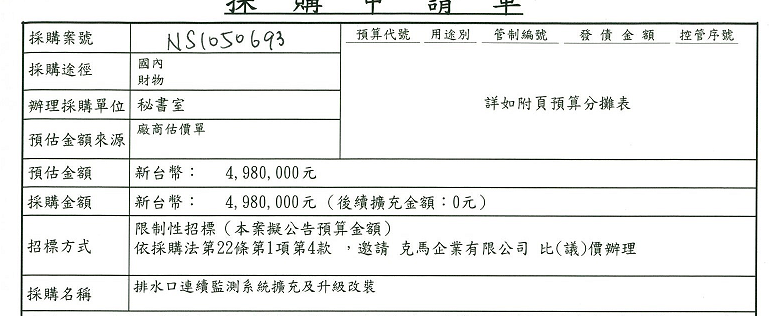 採購申請單
採購案號 NS1050693 預算代號 用途別 管制編號 發債金額 控管序號
採購途徑 國內
財物
辦理採購單位 秘書室 詳如附頁預算分攤表
預估金額來源 廠商估價單
預估金額 新台幣： 4,980,000元
採購金額 新台幣： 4,980,000元（後續擴充金額：0元）
招標方式 限制性招標（本案擬公告預算金額）
依採購法第22條第1項第4款 ，邀請 克馬企業有限公司 比(議)價辦理
採購名稱 排水口連續監測系統擴充及升級改裝